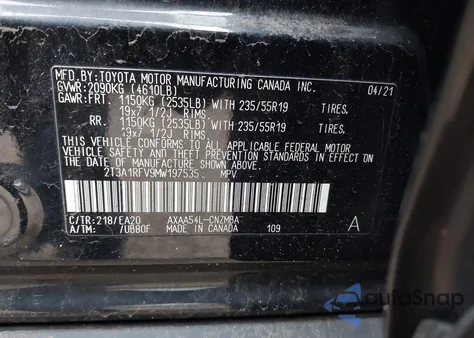 MFD.BY:TOYOTA MOTOR MANUFACTURING CANADA INC.
GVWR:2090KG (4610LB) 04/21
GAWR:FRT. 1150KG (2535LB) WITH 235/55R19 TIRES,
19x7 1/2J RIMS.
RR. 1150KG (2535LB) WITH 235/55R19 TIRES,
19x7 1/2J RIMS.
THIS VEHICLE CONFORMS TO ALL APPLICABLE FEDERAL MOTOR
VEHICLE SAFETY AND THEFT PREVENTION STANDARDS IN EFFECT ON THE DATE OF
MANUFACTURE SHOWN ABOVE.
2T3A1RFV9MW197535. MPV
C/TR:218/EA20 AXAA54L-CNZMBA
A/TM: /UB80F MADE IN CANADA 109 A
autoSnap